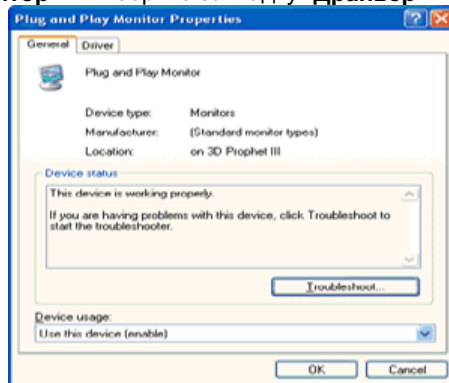 Plug and Play Monitor Properties
General Driver
Plug and Play Monitor
Device type: Monitors
Manufacturer: (Standard monitor types)
Location: on 3D Prophet III
Device status
This device is working properly.
If you are having problems with this device, click Troubleshoot to
start the troubleshooter.
Troubleshoot...
Device usage:
Use this device (enable)
OK Cancel